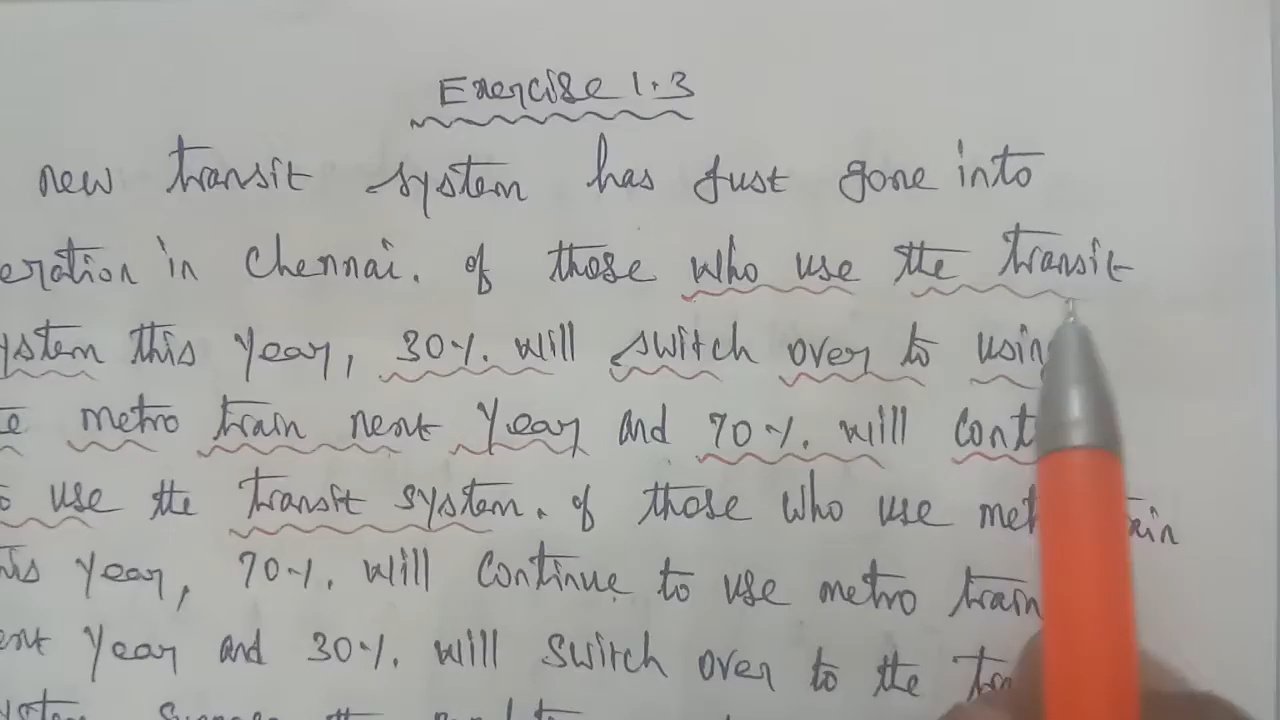 Exercise 1.3
new transit system has just gone into
eration in Chennai. of those who use the transit
ystem this year, 30%. will switch over to usin
metro train next year and 70%. will cont
use the transit system. of those who use met ain
is year, 70%. will continue to use metro train
ext year and 30%. will switch over to the